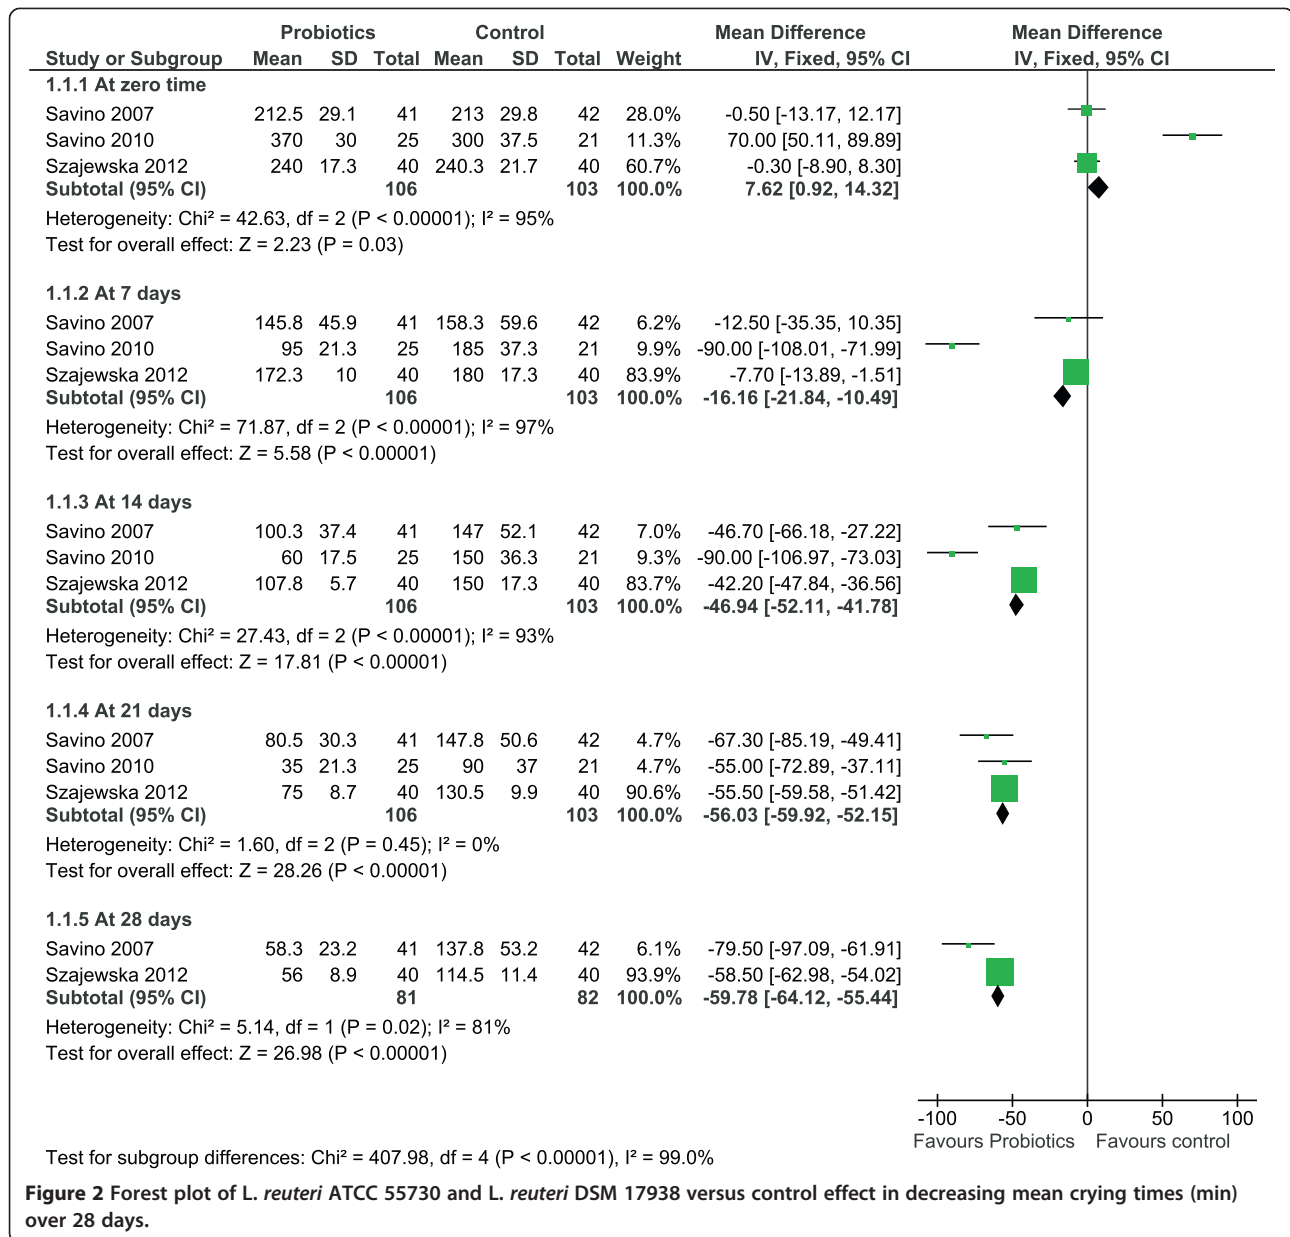 Probiotics Control Mean Difference Mean Difference
Study or Subgroup Mean SD Total Mean SD Total Weight IV, Fixed, 95% CI IV, Fixed, 95% CI
1.1.1 At zero time
Savino 2007 212.5 29.1 41 213 29.8 42 28.0% -0.50 [-13.17, 12.17]
Savino 2010 370 30 25 300 37.5 21 11.3% 70.00 [50.11, 89.89]
Szajewska 2012 240 17.3 40 240.3 21.7 40 60.7% -0.30 [-8.90, 8.30]
Subtotal (95% CI) 106 103 100.0% 7.62 [0.92, 14.32]
Heterogeneity: Chi² = 42.63, df = 2 (P < 0.00001); I² = 95%
Test for overall effect: Z = 2.23 (P = 0.03)
1.1.2 At 7 days
Savino 2007 145.8 45.9 41 158.3 59.6 42 6.2% -12.50 [-35.35, 10.35]
Savino 2010 95 21.3 25 185 37.3 21 9.9% -90.00 [-108.01, -71.99]
Szajewska 2012 172.3 10 40 180 17.3 40 83.9% -7.70 [-13.89, -1.51]
Subtotal (95% CI) 106 103 100.0% -16.16 [-21.84, -10.49]
Heterogeneity: Chi² = 71.87, df = 2 (P < 0.00001); I² = 97%
Test for overall effect: Z = 5.58 (P < 0.00001)
1.1.3 At 14 days
Savino 2007 100.3 37.4 41 147 52.1 42 7.0% -46.70 [-66.18, -27.22]
Savino 2010 60 17.5 25 150 36.3 21 9.3% -90.00 [-106.97, -73.03]
Szajewska 2012 107.8 5.7 40 150 17.3 40 83.7% -42.20 [-47.84, -36.56]
Subtotal (95% CI) 106 103 100.0% -46.94 [-52.11, -41.78]
Heterogeneity: Chi² = 27.43, df = 2 (P < 0.00001); I² = 93%
Test for overall effect: Z = 17.81 (P < 0.00001)
1.1.4 At 21 days
Savino 2007 80.5 30.3 41 147.8 50.6 42 4.7% -67.30 [-85.19, -49.41]
Savino 2010 35 21.3 25 90 37 21 4.7% -55.00 [-72.89, -37.11]
Szajewska 2012 75 8.7 40 130.5 9.9 40 90.6% -55.50 [-59.58, -51.42]
Subtotal (95% CI) 106 103 100.0% -56.03 [-59.92, -52.15]
Heterogeneity: Chi² = 1.60, df = 2 (P = 0.45); I² = 0%
Test for overall effect: Z = 28.26 (P < 0.00001)
1.1.5 At 28 days
Savino 2007 58.3 23.2 41 137.8 53.2 42 6.1% -79.50 [-97.09, -61.91]
Szajewska 2012 56 8.9 40 114.5 11.4 40 93.9% -58.50 [-62.98, -54.02]
Subtotal (95% CI) 81 82 100.0% -59.78 [-64.12, -55.44]
Heterogeneity: Chi² = 5.14, df = 1 (P = 0.02); I² = 81%
Test for overall effect: Z = 26.98 (P < 0.00001)
-100 -50 0 50 100
Favours Probiotics Favours control
Test for subgroup differences: Chi² = 407.98, df = 4 (P < 0.00001), I² = 99.0%
Figure 2 Forest plot of L. reuteri ATCC 55730 and L. reuteri DSM 17938 versus control effect in decreasing mean crying times (min)
over 28 days.